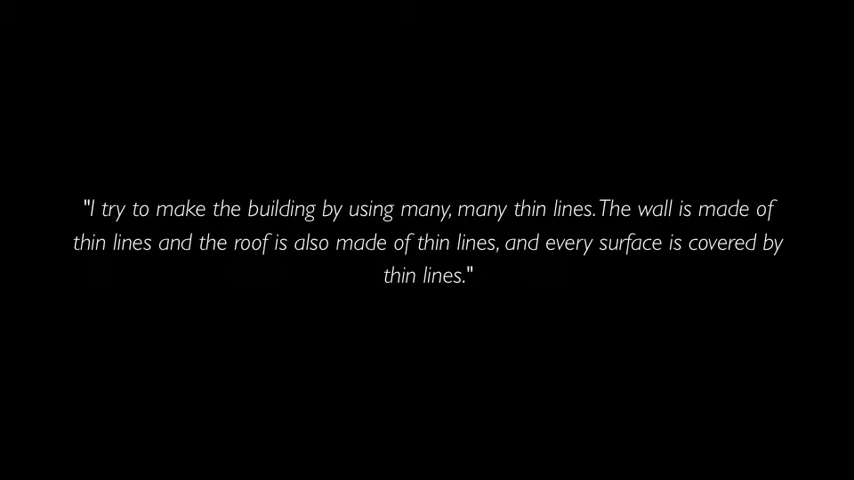 "I try to make the building by using many, many thin lines. The wall is made of
thin lines and the roof is also made of thin lines, and every surface is covered by
thin lines."